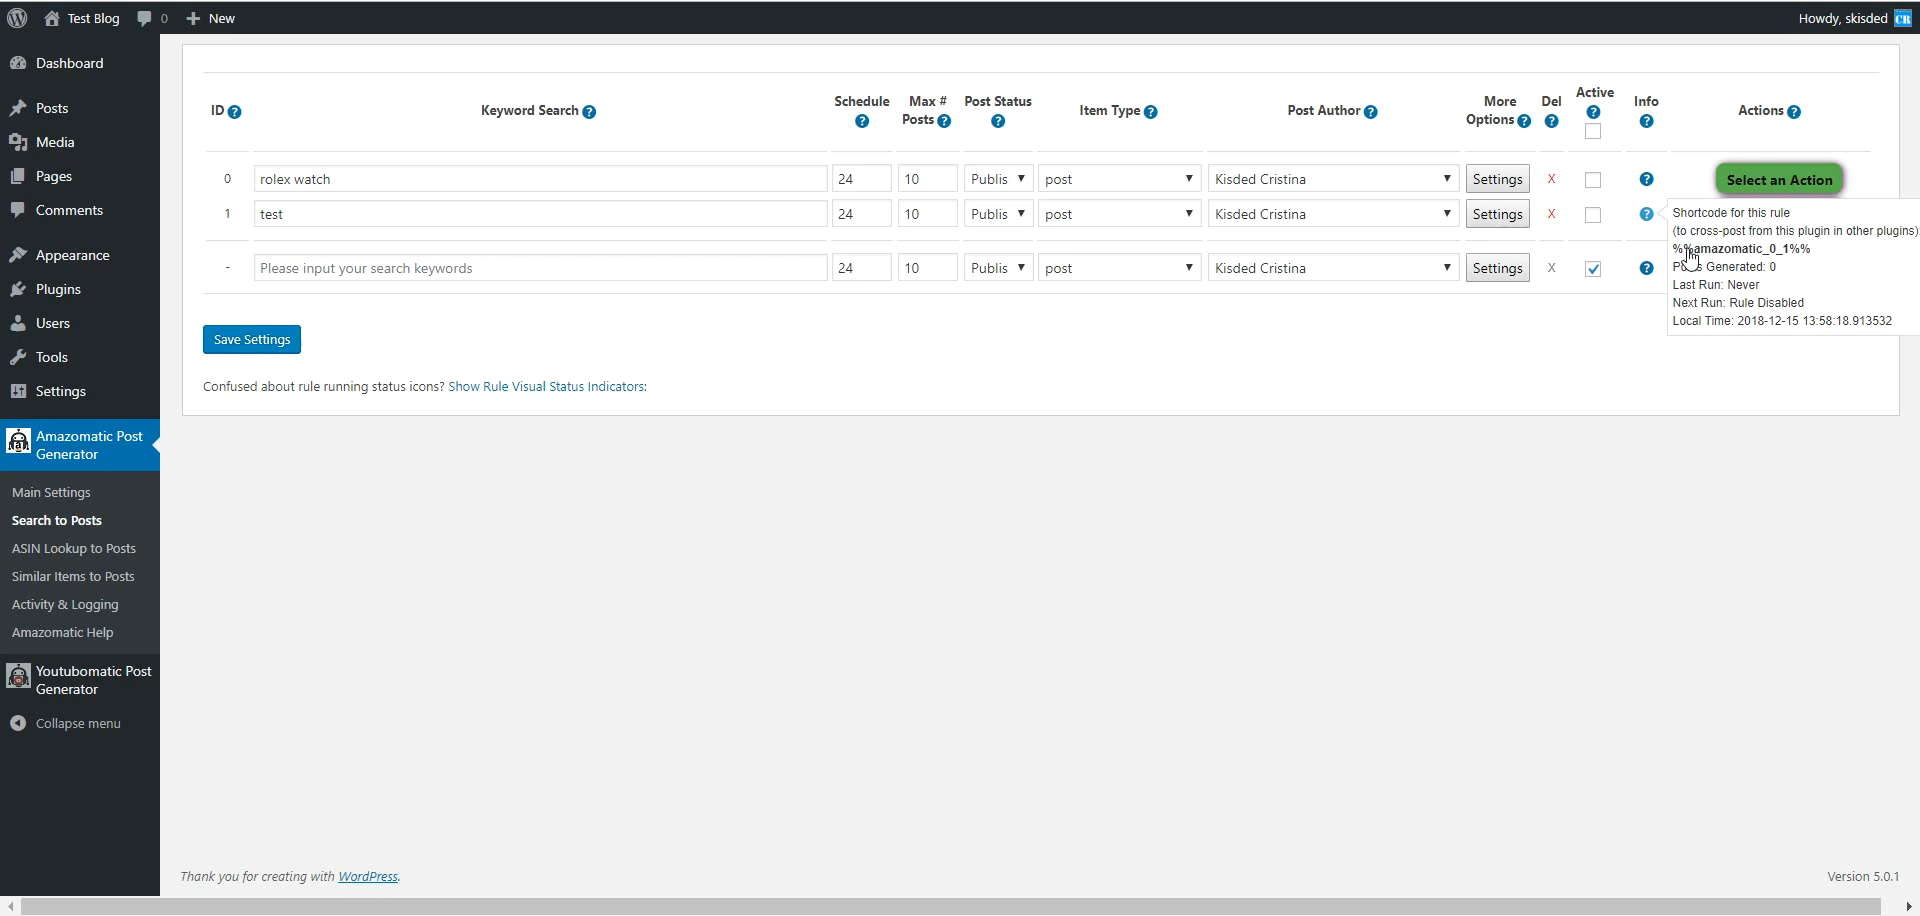 Test Blog 0 New Howdy, skisded
Dashboard
Posts
Media
Pages
Comments
Appearance
Plugins
Users
Tools
Settings
Amazomatic Post
Generator
Main Settings
Search to Posts
ASIN Lookup to Posts
Similar Items to Posts
Activity & Logging
Amazomatic Help
Youtubomatic Post
Generator
Collapse menu
ID ? Keyword Search ? Schedule ? Max # Posts ? Post Status ? Item Type ? Post Author ? More Options ? Del ? Active ? Info ? Actions ?
0 rolex watch 24 10 Publis post Kisded Cristina Settings X ? Select an Action
1 test 24 10 Publis post Kisded Cristina Settings X ?
- Please input your search keywords 24 10 Publis post Kisded Cristina Settings X ?
Shortcode for this rule
(to cross-post from this plugin in other plugins):
%%amazomatic_0_1%%
Generated: 0
Last Run: Never
Next Run: Rule Disabled
Local Time: 2018-12-15 13:58:18.913532
Save Settings
Confused about rule running status icons? Show Rule Visual Status Indicators:
Thank you for creating with WordPress.
Version 5.0.1